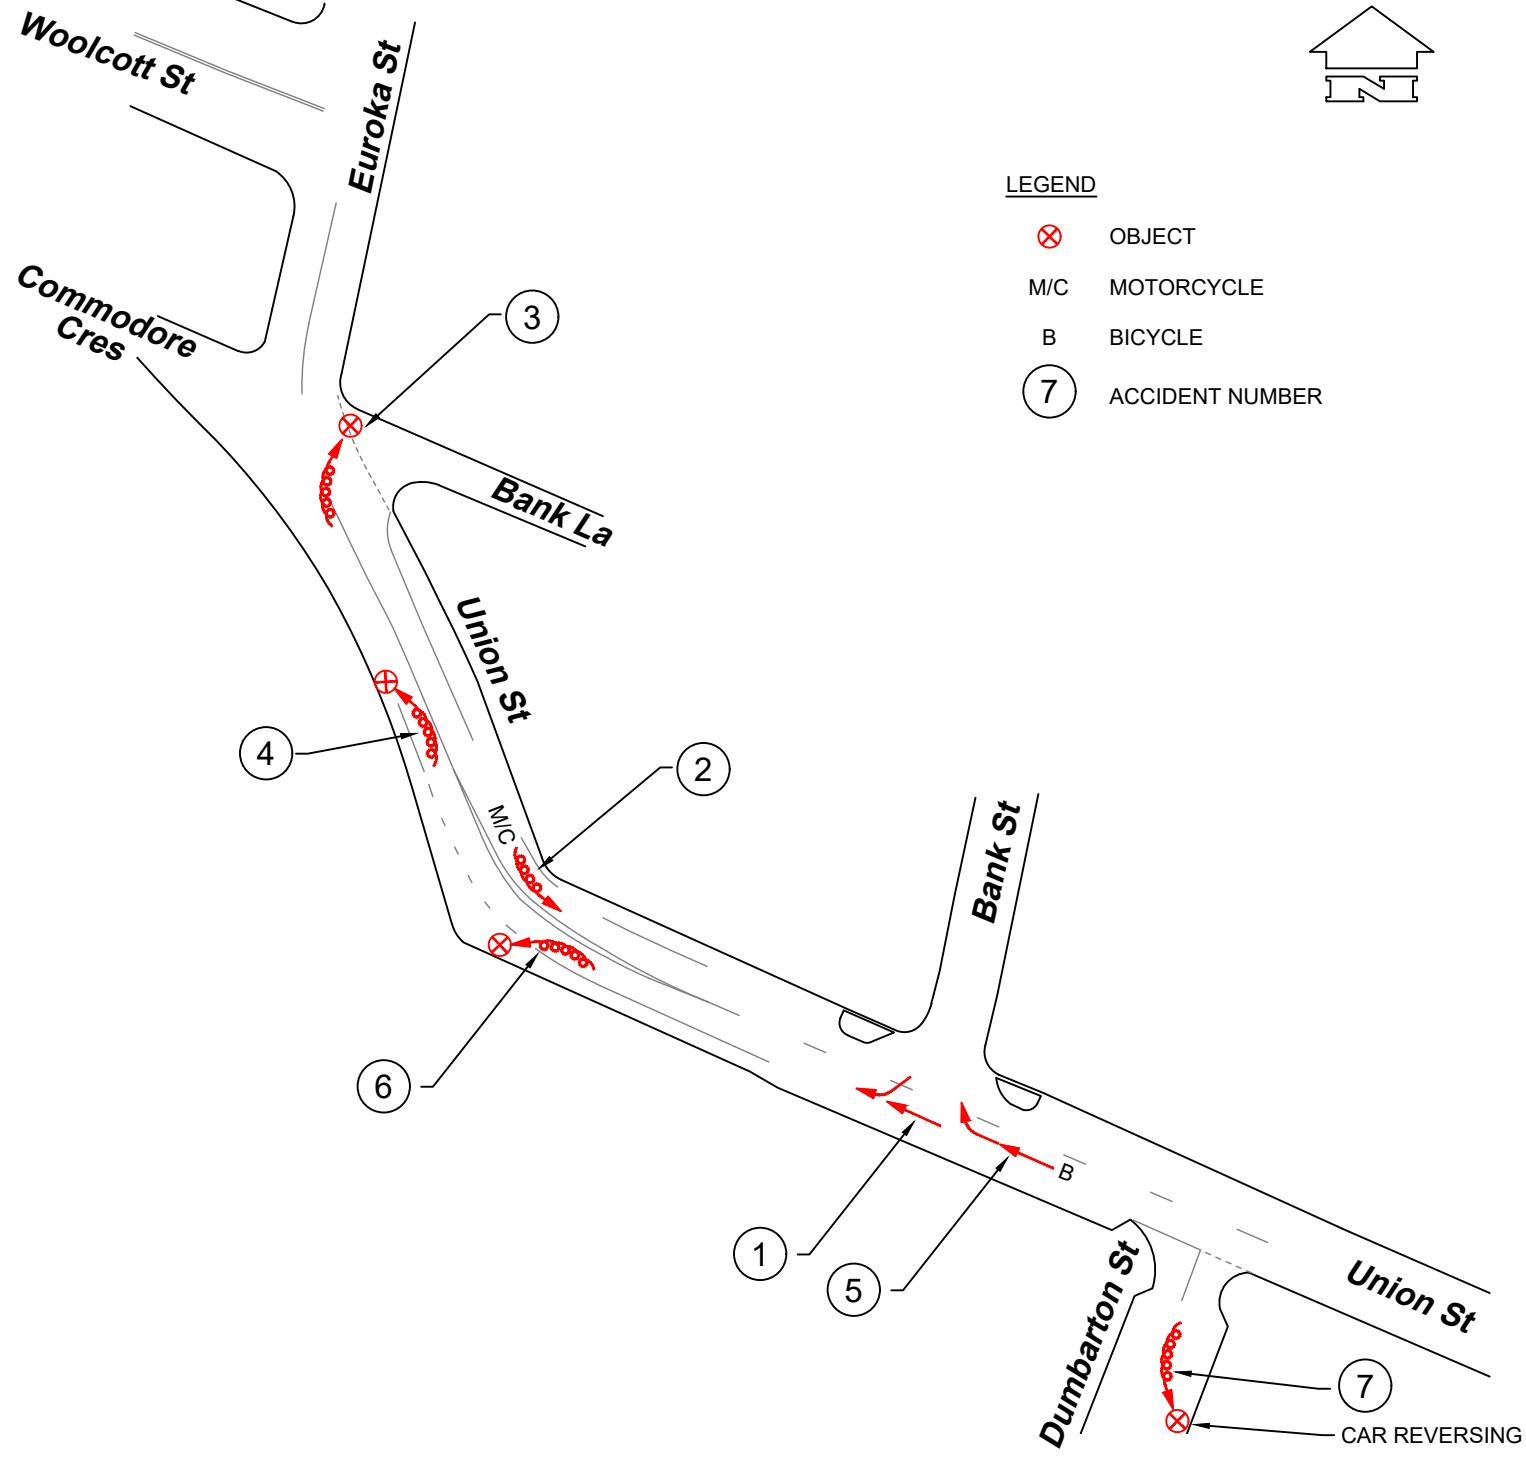 Woolcott St
Euroka St
N
LEGEND
OBJECT
M/C MOTORCYCLE
B BICYCLE
7 ACCIDENT NUMBER
Commodore
Cres
3
Bank La
Union St
4
2
M/C
Bank St
6
B
1
5
Dumbarton St
Union St
7
CAR REVERSING